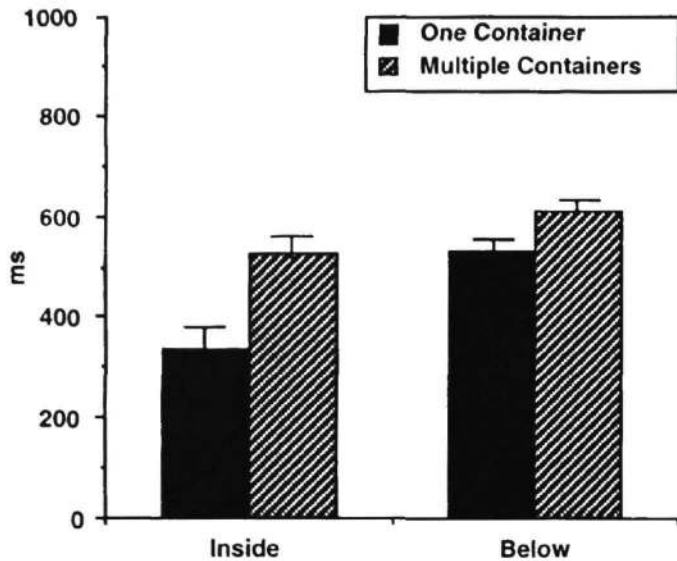 1000
800
600
400
200
0
ms
One Container
Multiple Containers
Inside
Below